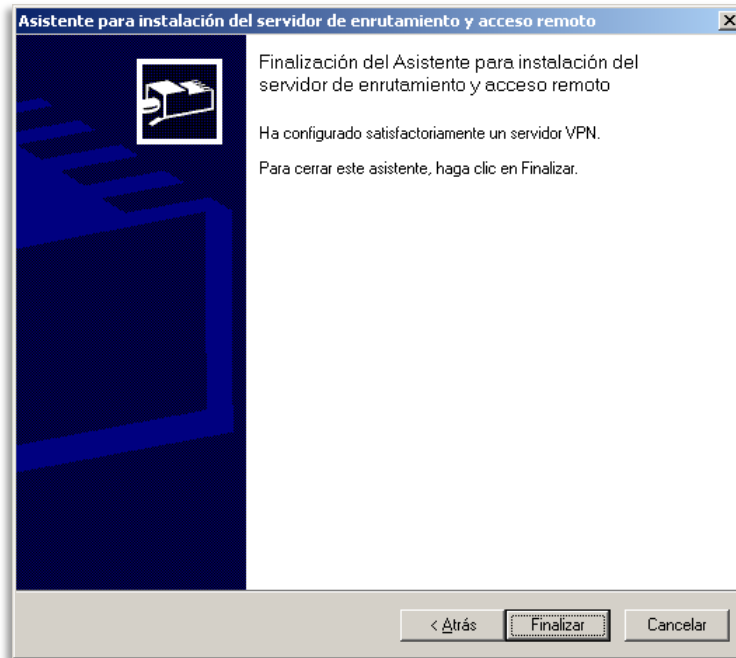 Asistente para instalación del servidor de enrutamiento y acceso remoto
Finalización del Asistente para instalación del
servidor de enrutamiento y acceso remoto
Ha configurado satisfactoriamente un servidor VPN.
Para cerrar este asistente, haga clic en Finalizar.
< Atrás Finalizar Cancelar